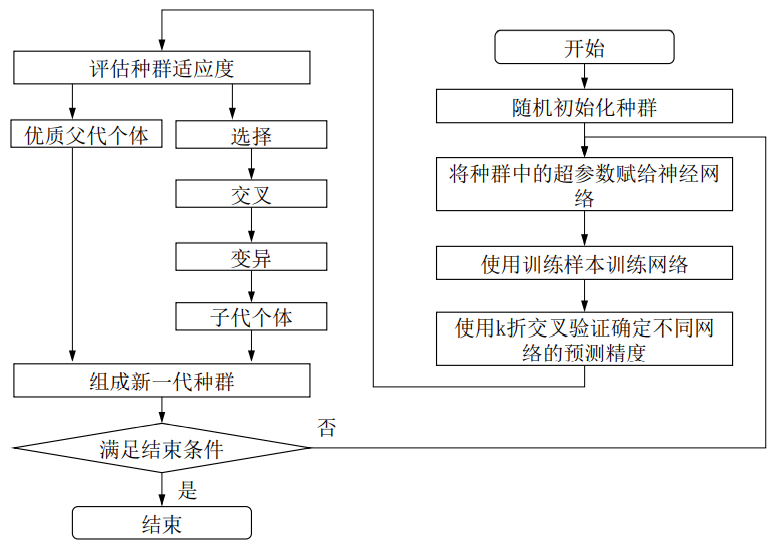 开始
随机初始化种群
将种群中的超参数赋给神经网
络
使用训练样本训练网络
使用k折交叉验证确定不同网
络的预测精度
评估种群适应度
优质父代个体
选择
交叉
变异
子代个体
组成新一代种群
满足结束条件
否
是
结束